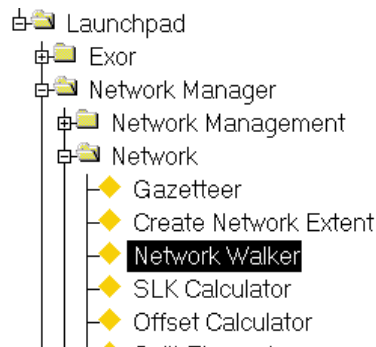 Launchpad
Exor
Network Manager
Network Management
Network
Gazetteer
Create Network Extent
Network Walker
SLK Calculator
Offset Calculator